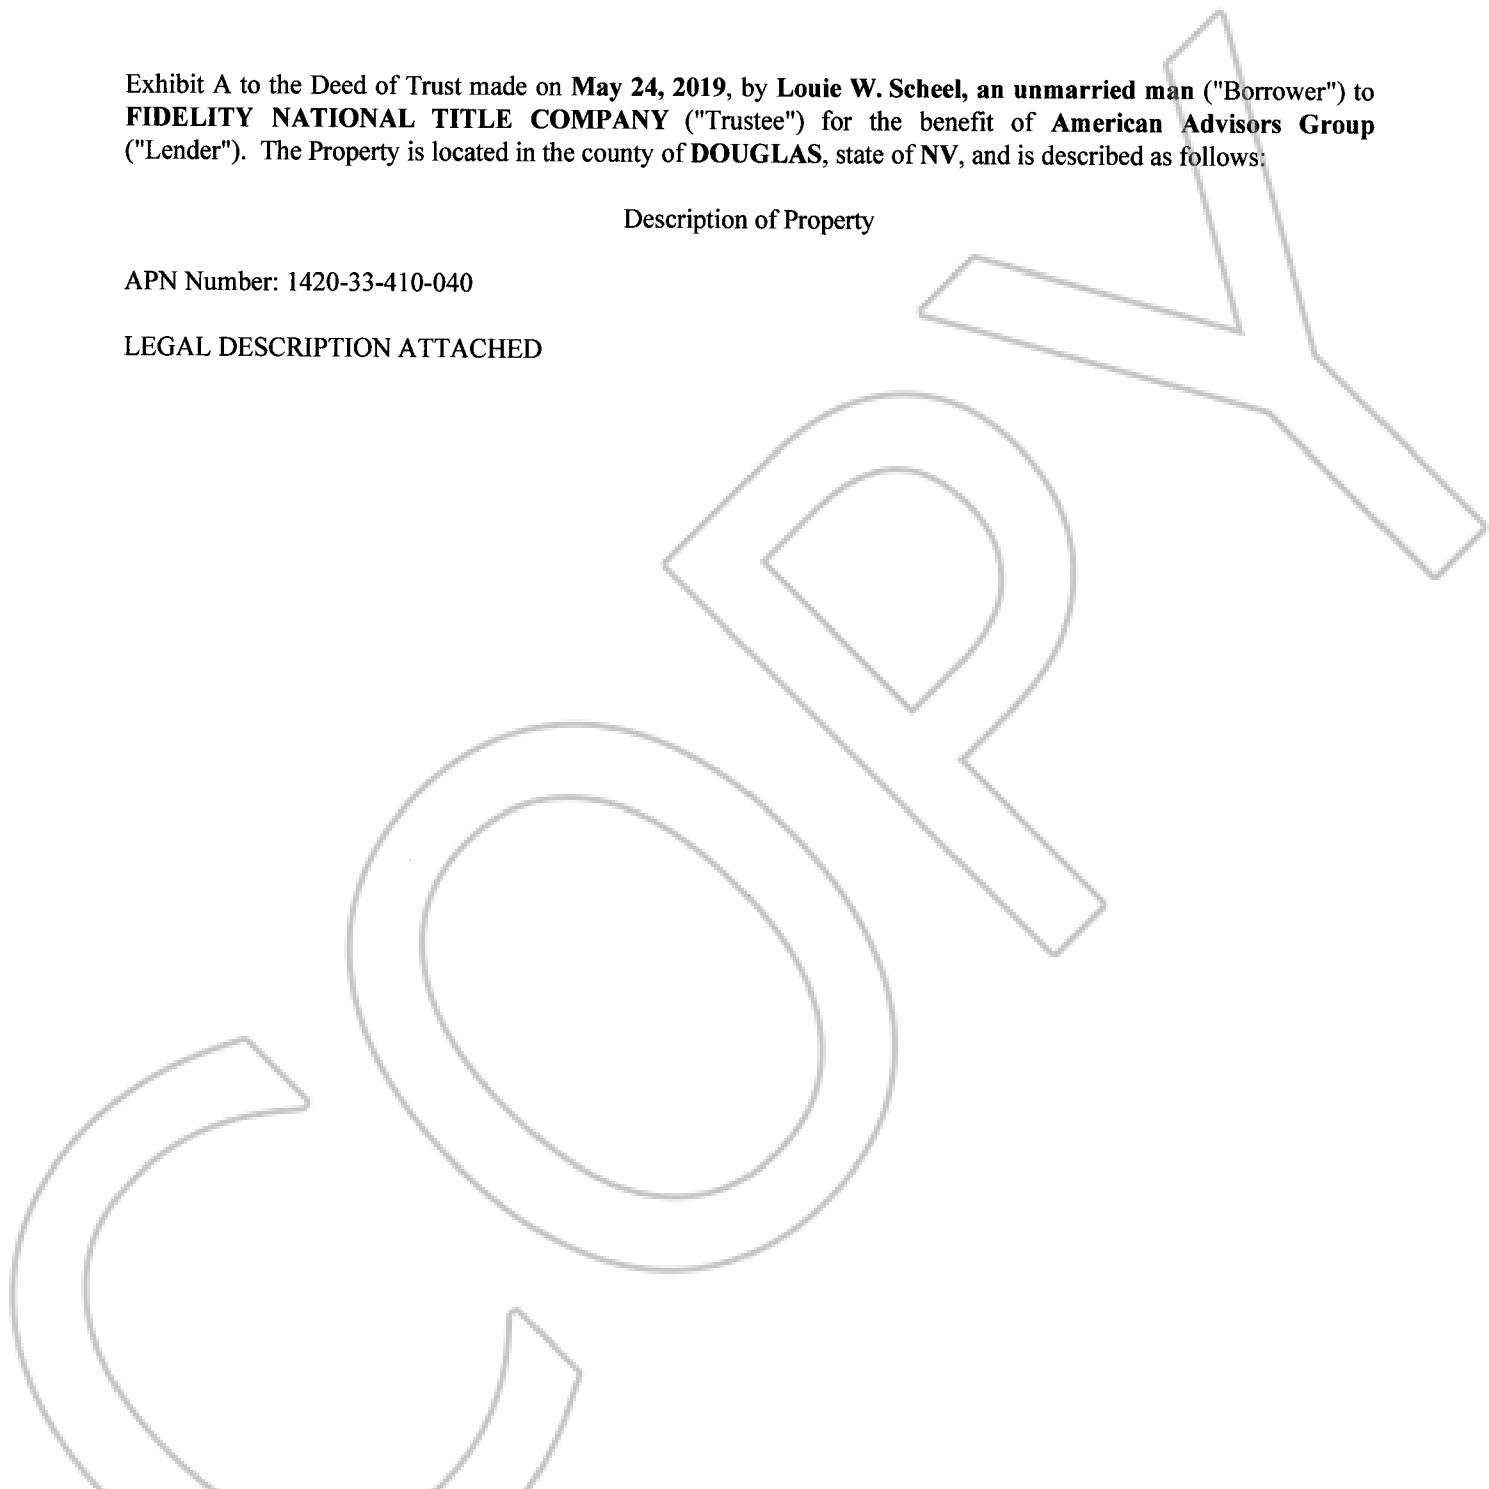 Exhibit A to the Deed of Trust made on May 24, 2019, by Louie W. Scheel, an unmarried man ("Borrower") to
FIDELITY NATIONAL TITLE COMPANY ("Trustee") for the benefit of American Advisors Group
("Lender"). The Property is located in the county of DOUGLAS, state of NV, and is described as follows:
Description of Property
APN Number: 1420-33-410-040
LEGAL DESCRIPTION ATTACHED
COPY